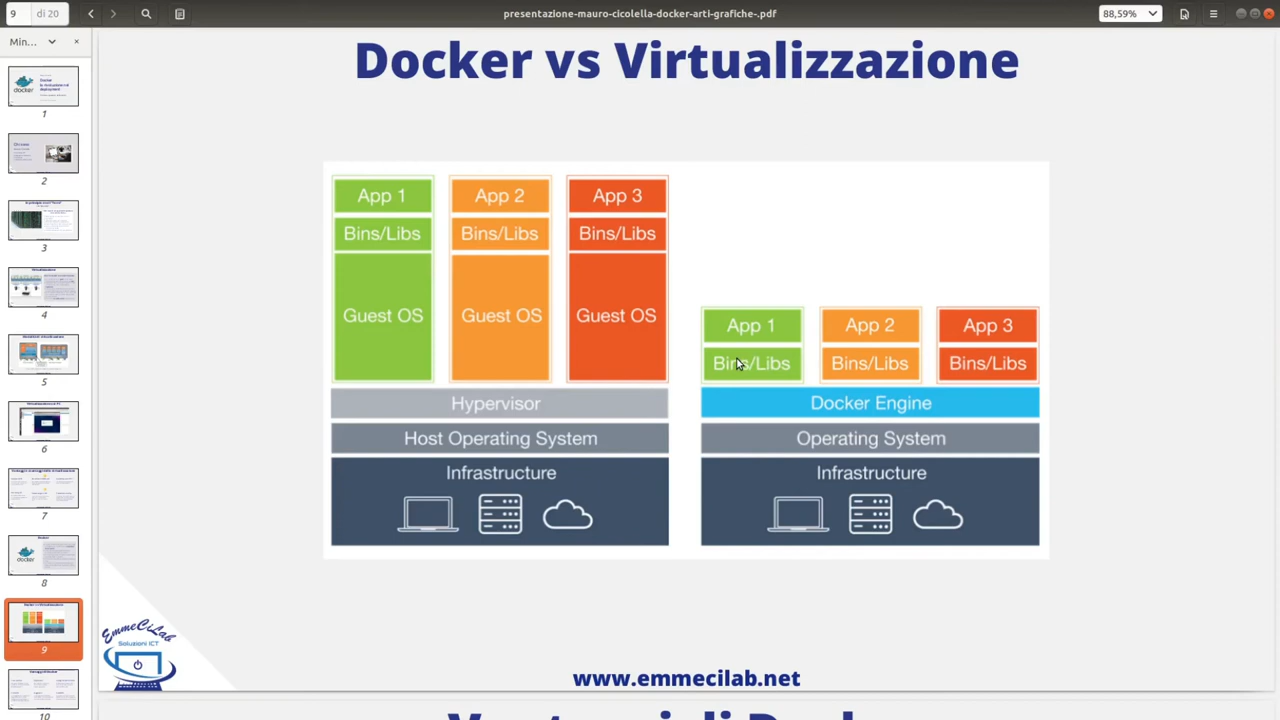 9
di 20
presentazione-mauro-cicolella-docker-arti-grafiche-.pdf
88,59%
Min...
1
2
3
4
5
6
7
8
9
10
docker
docker
Docker vs Virtualizzazione
App 1
App 2
App 3
Bins/Libs
Bins/Libs
Bins/Libs
Guest OS
Guest OS
Guest OS
Hypervisor
Host Operating System
Infrastructure
App 1
App 2
App 3
Bins/Libs
Bins/Libs
Bins/Libs
Docker Engine
Operating System
Infrastructure
EmmeCiLab
Soluzioni ICT
www.emmecilab.net